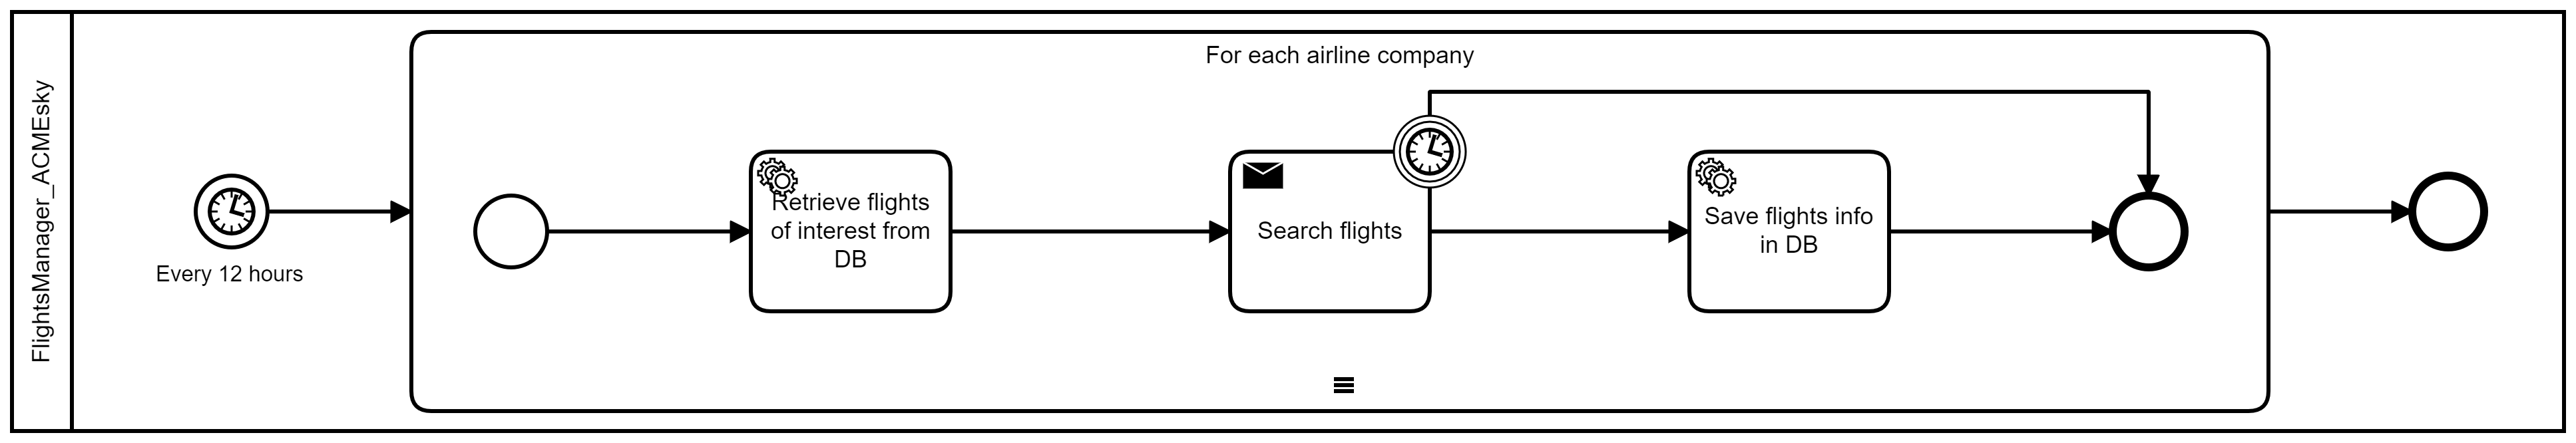 FlightsManager_ACMEsky
Every 12 hours
For each airline company
Retrieve flights
of interest from
DB
Search flights
Save flights info
in DB